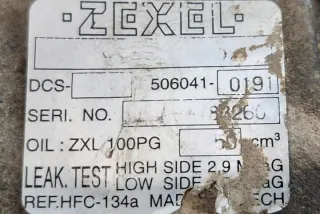 ·ZEXEL·
DCS- 506041-0191
SERI. NO.
OIL : ZXL 100PG cm³
LEAK. TEST HIGH SIDE 2.9
LOW SIDE
REF.HFC-134a MAD